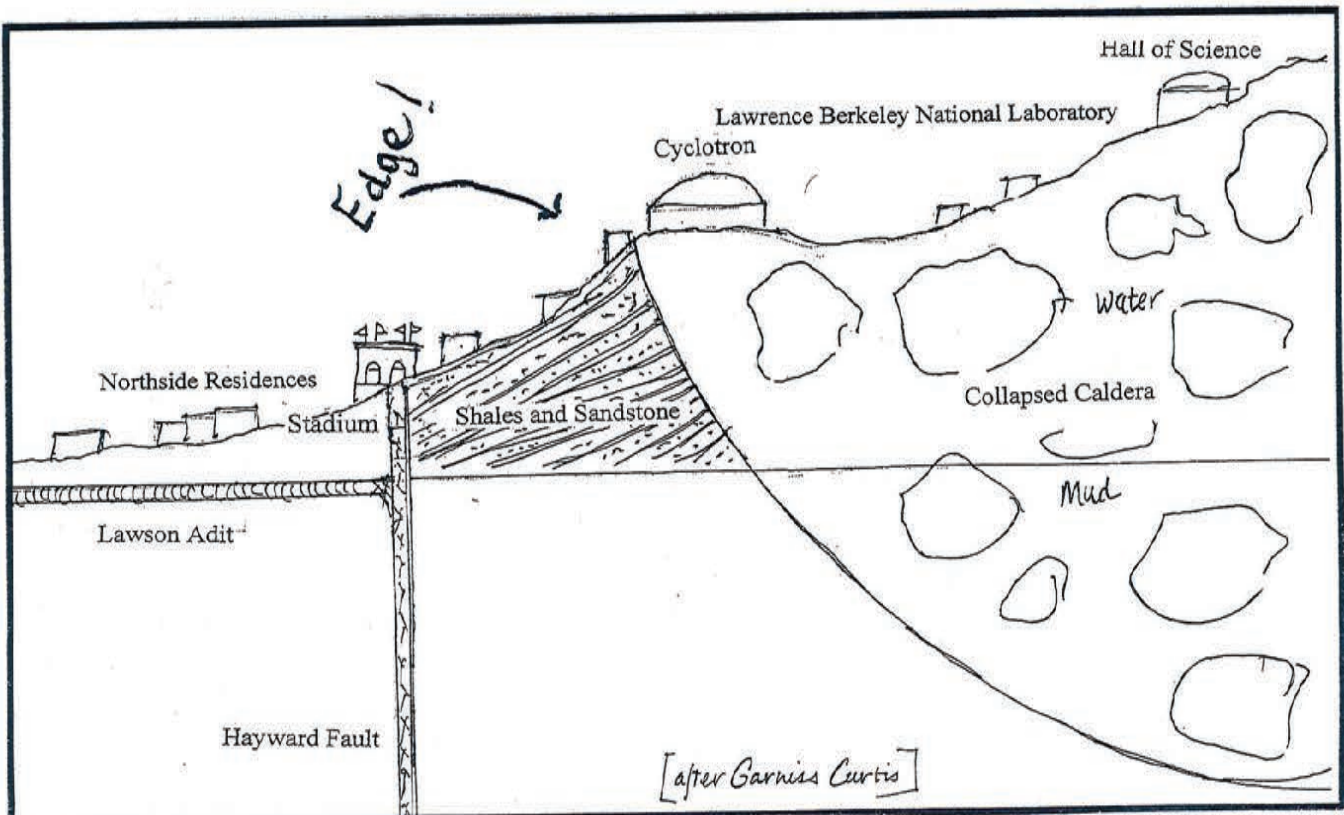 Hall of Science
Lawrence Berkeley National Laboratory
Edge!
Cyclotron
water
Northside Residences
Collapsed Caldera
Stadium
Shales and Sandstone
Mud
Lawson Adit
Hayward Fault
[after Garniss Curtis]